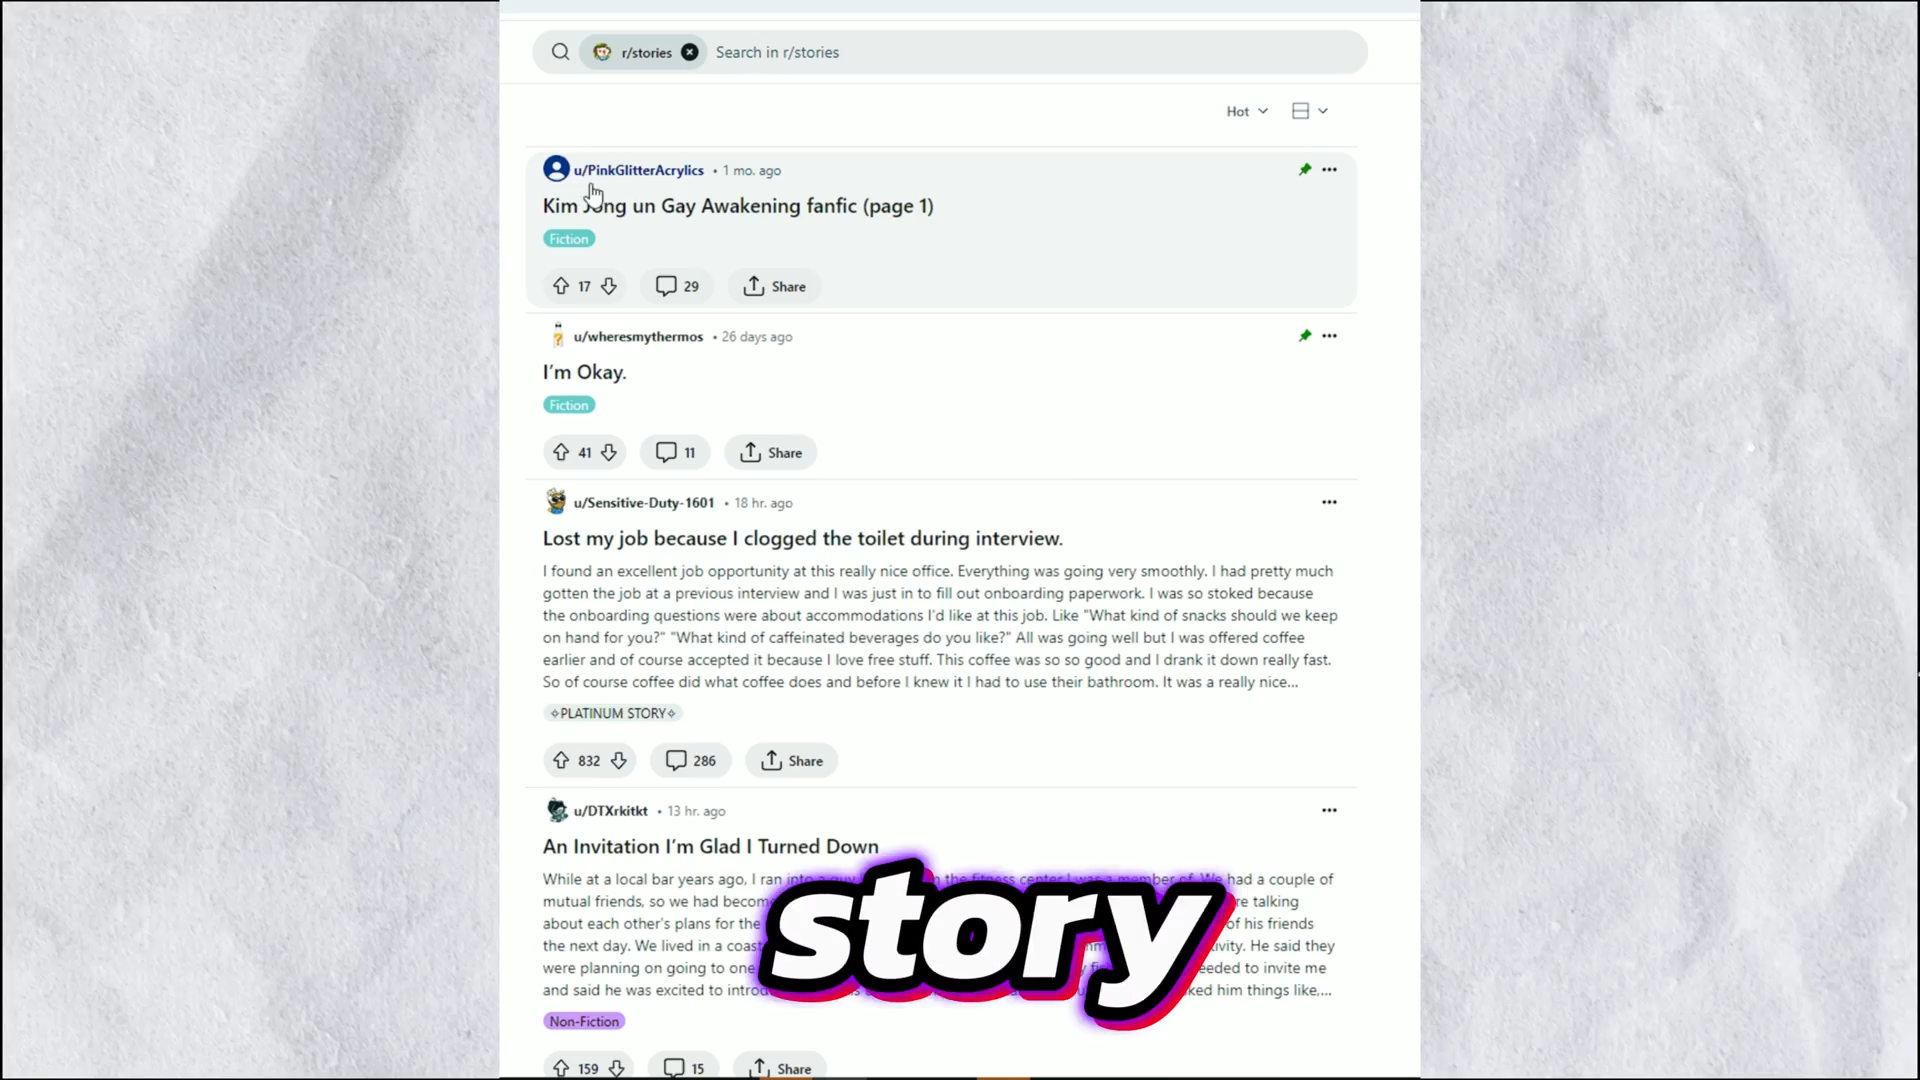 r/stories Search in r/stories
Hot
u/PinkGlitterAcrylics • 1 mo. ago
Kim Jong un Gay Awakening fanfic (page 1)
Fiction
17 29 Share
u/wheresmythermos • 26 days ago
I'm Okay.
Fiction
41 11 Share
u/Sensitive-Duty-1601 • 18 hr. ago
Lost my job because I clogged the toilet during interview.
I found an excellent job opportunity at this really nice office. Everything was going very smoothly. I had pretty much
gotten the job at a previous interview and I was just in to fill out onboarding paperwork. I was so stoked because
the onboarding questions were about accommodations I'd like at this job. Like "What kind of snacks should we keep
on hand for you?" "What kind of caffeinated beverages do you like?" All was going well but I was offered coffee
earlier and of course accepted it because I love free stuff. This coffee was so so good and I drank it down really fast.
So of course coffee did what coffee does and before I knew it I had to use their bathroom. It was a really nice...
✧PLATINUM STORY✧
832 286 Share
u/DTXrkitkt • 13 hr. ago
An Invitation I'm Glad I Turned Down
While at a local bar years ago, I ran into a guy the fitness center I was a member of. We had a couple of
mutual friends, so we had talking
about each other's plans for the of his friends
the next day. We lived in a He said they
were planning on going to one to invite me
and said he was excited to him things like,...
story
Non-Fiction
159 15 Share